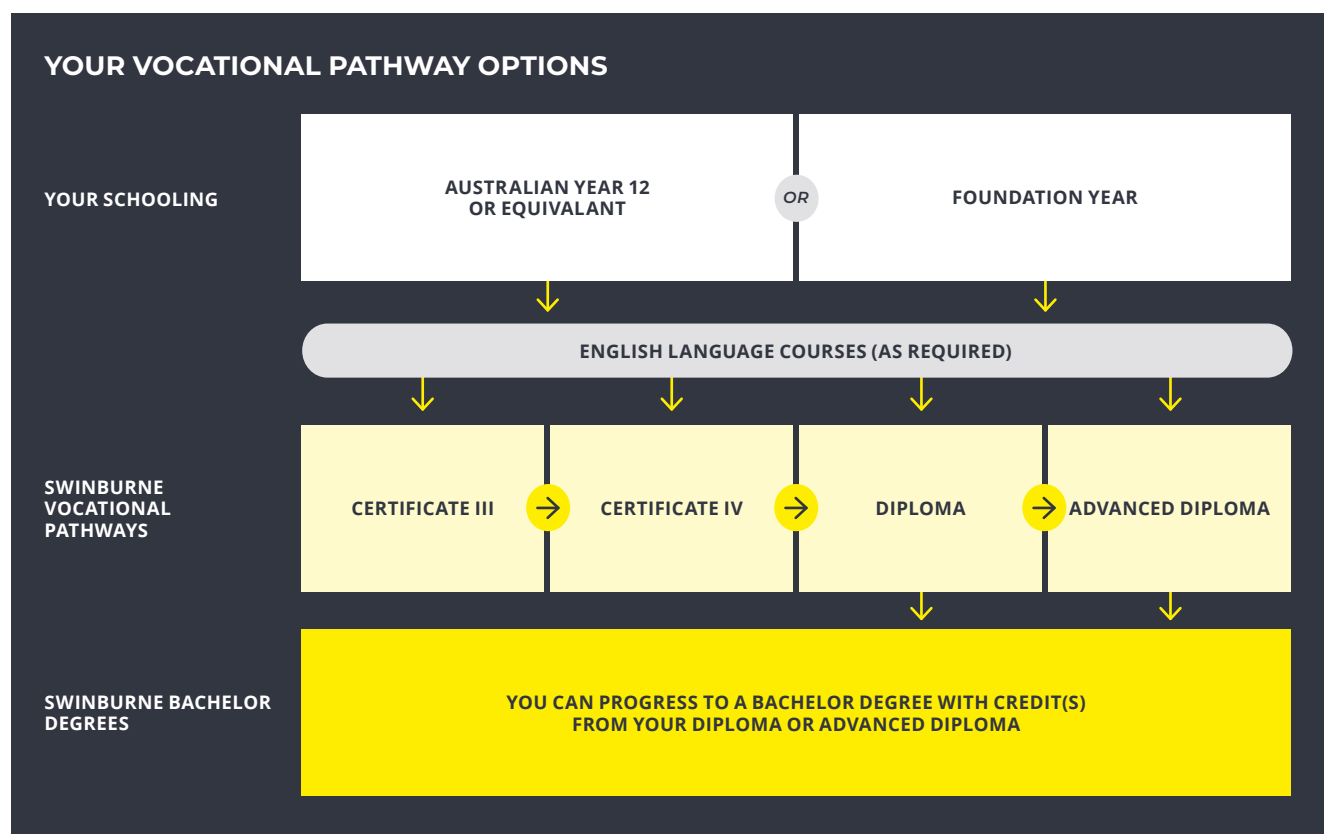 YOUR VOCATIONAL PATHWAY OPTIONS
YOUR SCHOOLING
AUSTRALIAN YEAR 12
OR EQUIVALANT
OR
FOUNDATION YEAR
ENGLISH LANGUAGE COURSES (AS REQUIRED)
SWINBURNE
VOCATIONAL
PATHWAYS
CERTIFICATE III
CERTIFICATE IV
DIPLOMA
ADVANCED DIPLOMA
SWINBURNE BACHELOR
DEGREES
YOU CAN PROGRESS TO A BACHELOR DEGREE WITH CREDIT(S)
FROM YOUR DIPLOMA OR ADVANCED DIPLOMA